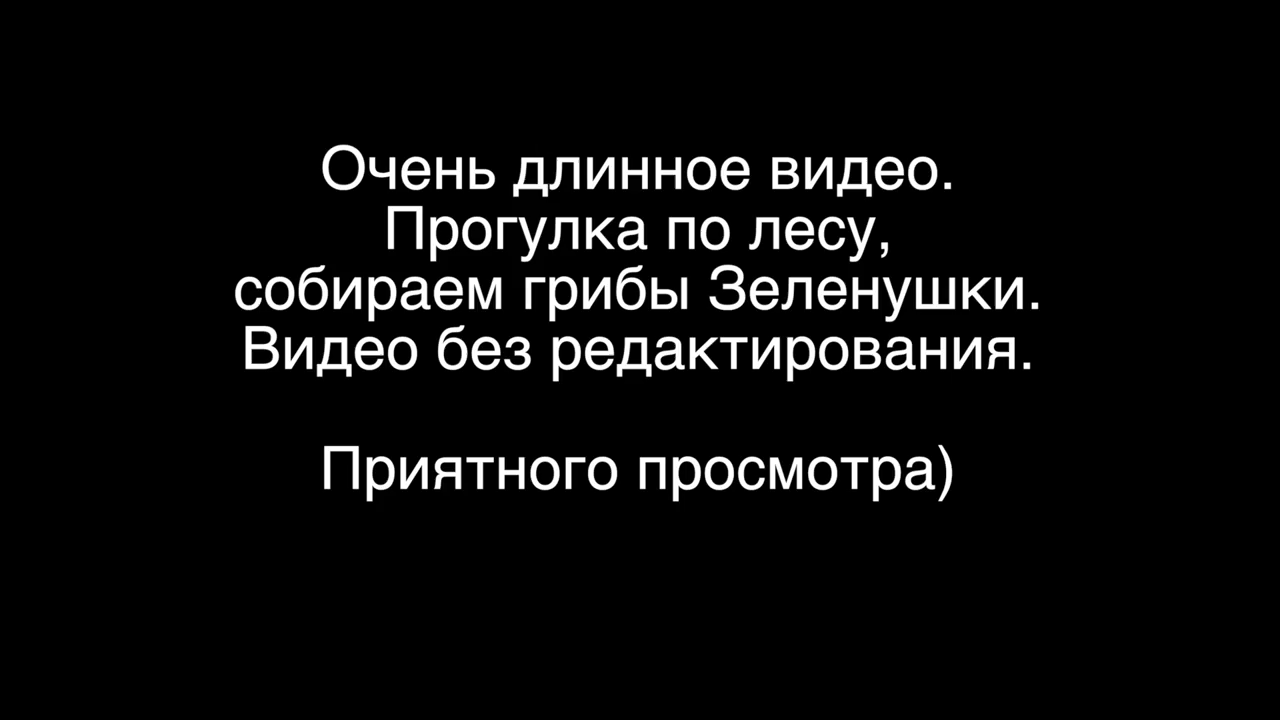 Очень длинное видео.
Прогулка по лесу,
собираем грибы Зеленушки.
Видео без редактирования.
Приятного просмотра)